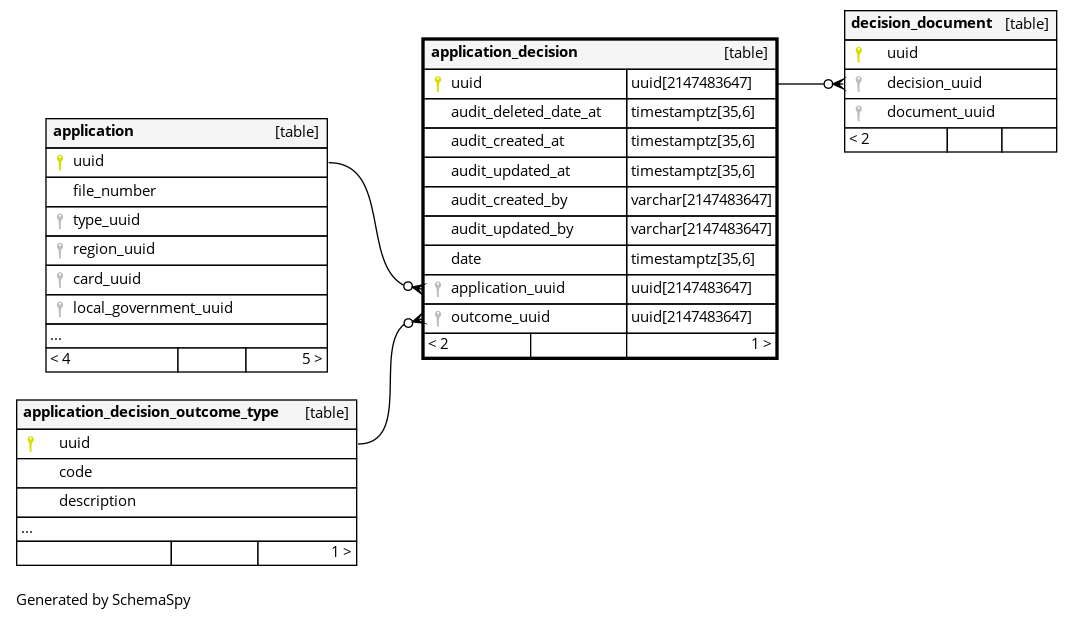 application [table]
uuid
file_number
type_uuid
region_uuid
card_uuid
local_government_uuid
...
< 4 5 >
application_decision_outcome_type [table]
uuid
code
description
...
1 >
application_decision [table]
uuid uuid[2147483647]
audit_deleted_date_at timestamptz[35,6]
audit_created_at timestamptz[35,6]
audit_updated_at timestamptz[35,6]
audit_created_by varchar[2147483647]
audit_updated_by varchar[2147483647]
date timestamptz[35,6]
application_uuid uuid[2147483647]
outcome_uuid uuid[2147483647]
< 2 1 >
decision_document [table]
uuid
decision_uuid
document_uuid
< 2
Generated by SchemaSpy